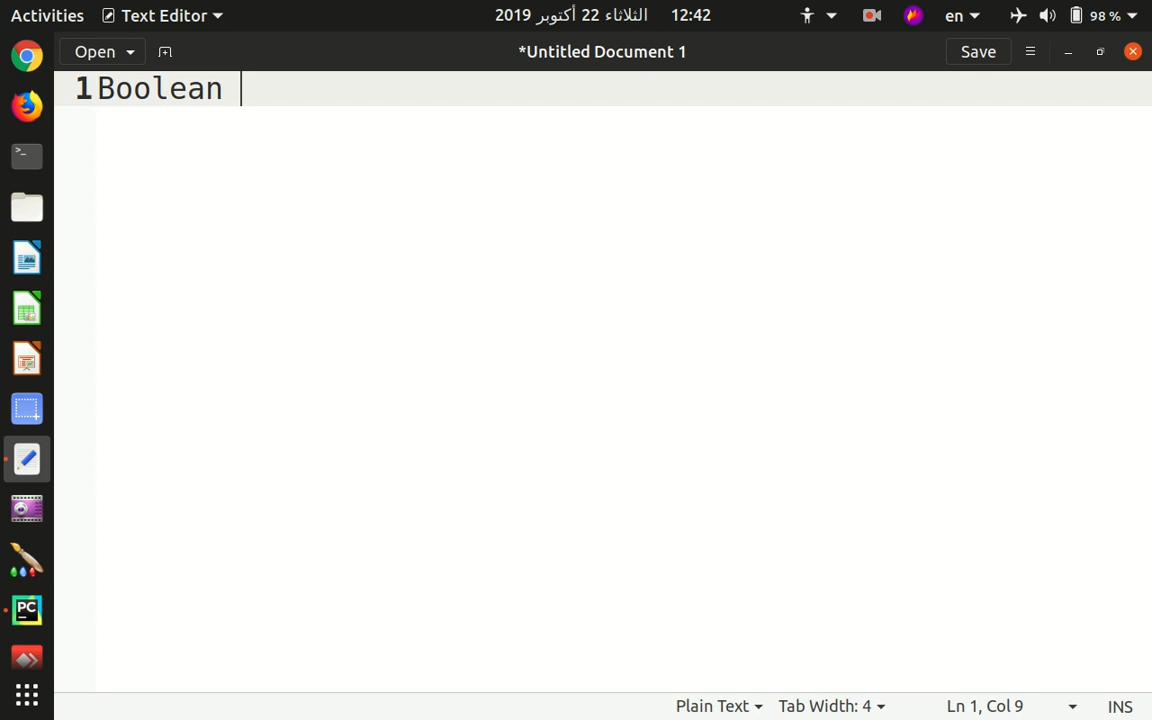 Activities Text Editor الثلاثاء 22 أكتوبر 2019 12:42 en 98 %
Open *Untitled Document 1 Save
1 Boolean
>_
PC
Plain Text Tab Width: 4 Ln 1, Col 9 INS